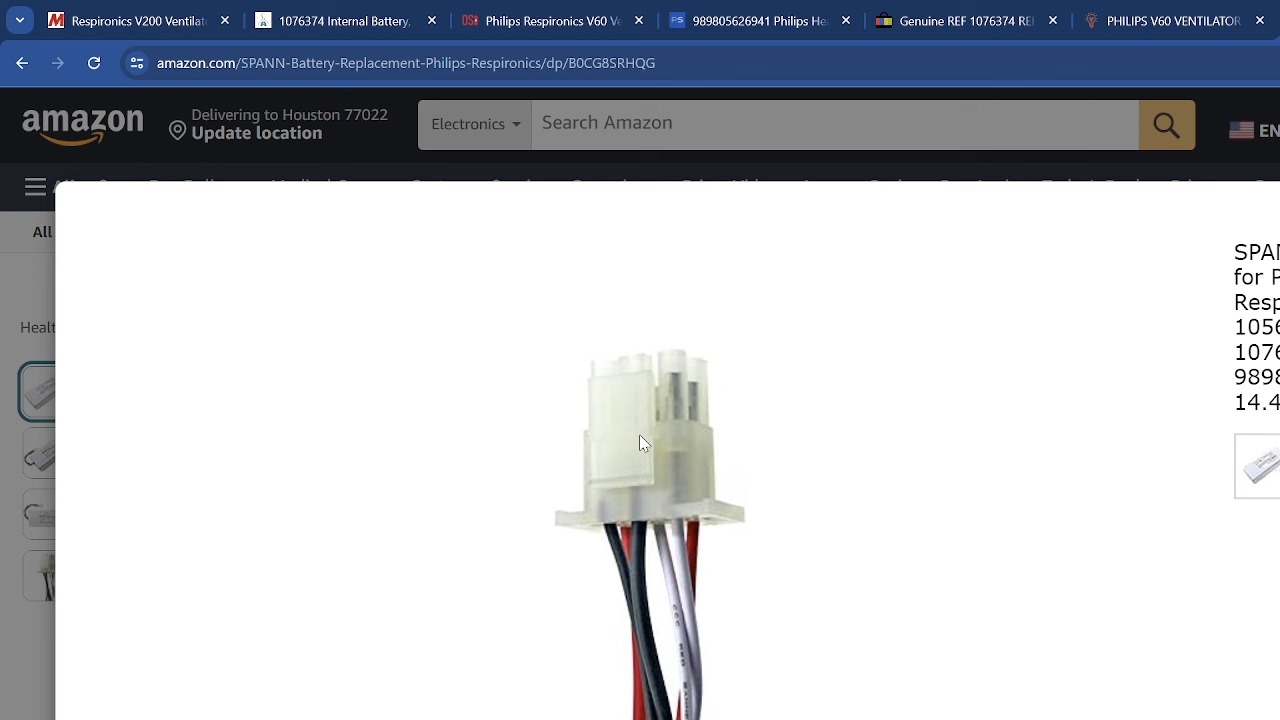 Respironics V200 Ventilat
1076374 Internal Battery,
OSI Philips Respironics V60 Ve
PS 989805626941 Philips He
Genuine REF 1076374 RE
PHILIPS V60 VENTILATOR
amazon.com/SPANN-Battery-Replacement-Philips-Respironics/dp/B0CG8SRHQG
amazon
Delivering to Houston 77022
Update location
Electronics
Search Amazon
EN
All
Healt
SPAN
for P
Resp
1056
1076
9898
14.4